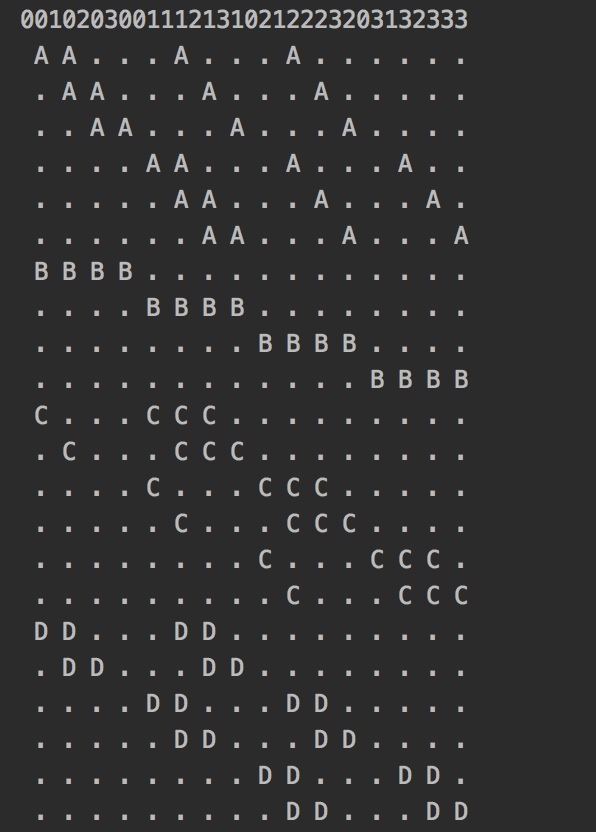 00102030011121310212223203132333
A A . . . A . . . A . . . . . .
. A A . . . A . . . A . . . . .
. . A A . . . A . . . A . . . .
. . . . A A . . . A . . . A . .
. . . . . A A . . . A . . . A .
. . . . . . A A . . . A . . . A
B B B B . . . . . . . . . . . .
. . . . B B B B . . . . . . . .
. . . . . . . . B B B B . . . .
. . . . . . . . . . . . B B B B
C . . . C C C . . . . . . . . .
. C . . . C C C . . . . . . . .
. . . . C . . . C C C . . . . .
. . . . . C . . . C C C . . . .
. . . . . . . . C . . . C C C .
. . . . . . . . . C . . . C C C
D D . . . D D . . . . . . . . .
. D D . . . D D . . . . . . . .
. . . . D D . . . D D . . . . .
. . . . . D D . . . D D . . . .
. . . . . . . . D D . . . D D .
. . . . . . . . . D D . . . D D